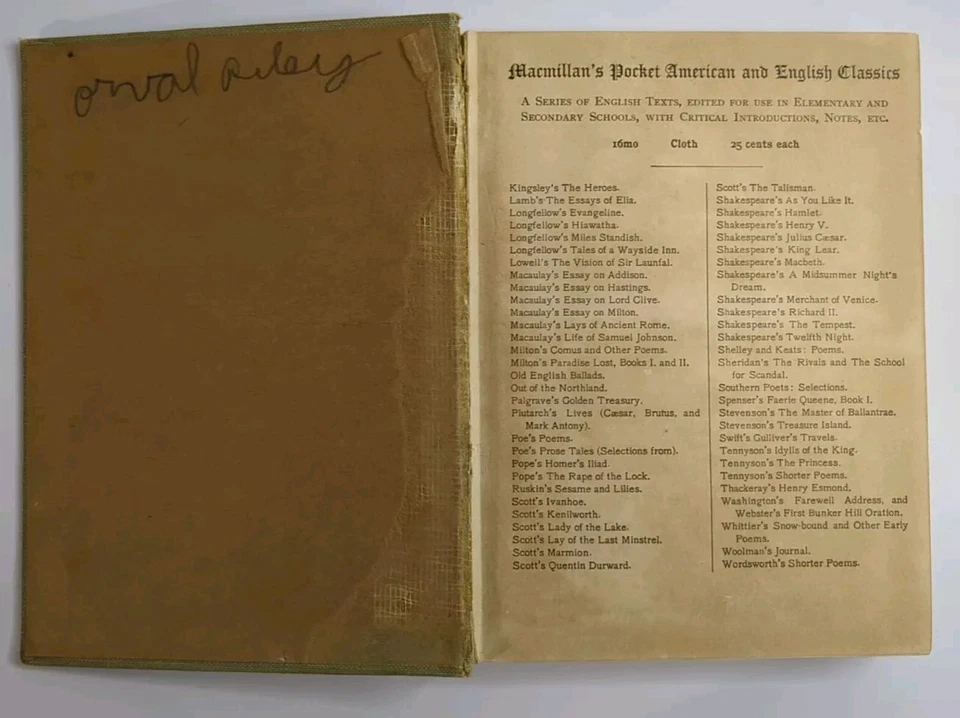 orval
Macmillan's Pocket American and English Classics
A Series of English Texts, edited for use in Elementary and
Secondary Schools, with Critical Introductions, Notes, etc.
16mo Cloth 25 cents each
Kingsley's The Heroes.
Lamb's The Essays of Elia.
Longfellow's Evangeline.
Longfellow's Hiawatha.
Longfellow's Miles Standish.
Longfellow's Tales of a Wayside Inn.
Lowell's The Vision of Sir Launfal.
Macaulay's Essay on Addison.
Macaulay's Essay on Hastings.
Macaulay's Essay on Lord Clive.
Macaulay's Essay on Milton.
Macaulay's Lays of Ancient Rome.
Macaulay's Life of Samuel Johnson.
Milton's Comus and Other Poems.
Milton's Paradise Lost, Books I. and II.
Old English Ballads.
Out of the Northland.
Palgrave's Golden Treasury.
Plutarch's Lives (Cæsar, Brutus, and
Mark Antony).
Poe's Poems.
Poe's Prose Tales (Selections from).
Pope's Homer's Iliad.
Pope's The Rape of the Lock.
Ruskin's Sesame and Lilies.
Scott's Ivanhoe.
Scott's Kenilworth.
Scott's Lady of the Lake.
Scott's Lay of the Last Minstrel.
Scott's Marmion.
Scott's Quentin Durward.
Scott's The Talisman.
Shakespeare's As You Like It.
Shakespeare's Hamlet.
Shakespeare's Henry V.
Shakespeare's Julius Cæsar.
Shakespeare's King Lear.
Shakespeare's Macbeth.
Shakespeare's A Midsummer Night's
Dream.
Shakespeare's Merchant of Venice.
Shakespeare's Richard II.
Shakespeare's The Tempest.
Shakespeare's Twelfth Night.
Shelley and Keats: Poems.
Sheridan's The Rivals and The School
for Scandal.
Southern Poets: Selections.
Spenser's Faerie Queene, Book I.
Stevenson's The Master of Ballantrae.
Stevenson's Treasure Island.
Swift's Gulliver's Travels.
Tennyson's Idylls of the King.
Tennyson's The Princess.
Tennyson's Shorter Poems.
Thackeray's Henry Esmond.
Washington's Farewell Address, and
Webster's First Bunker Hill Oration.
Whittier's Snow-bound and Other Early
Poems.
Woolman's Journal.
Wordsworth's Shorter Poems.